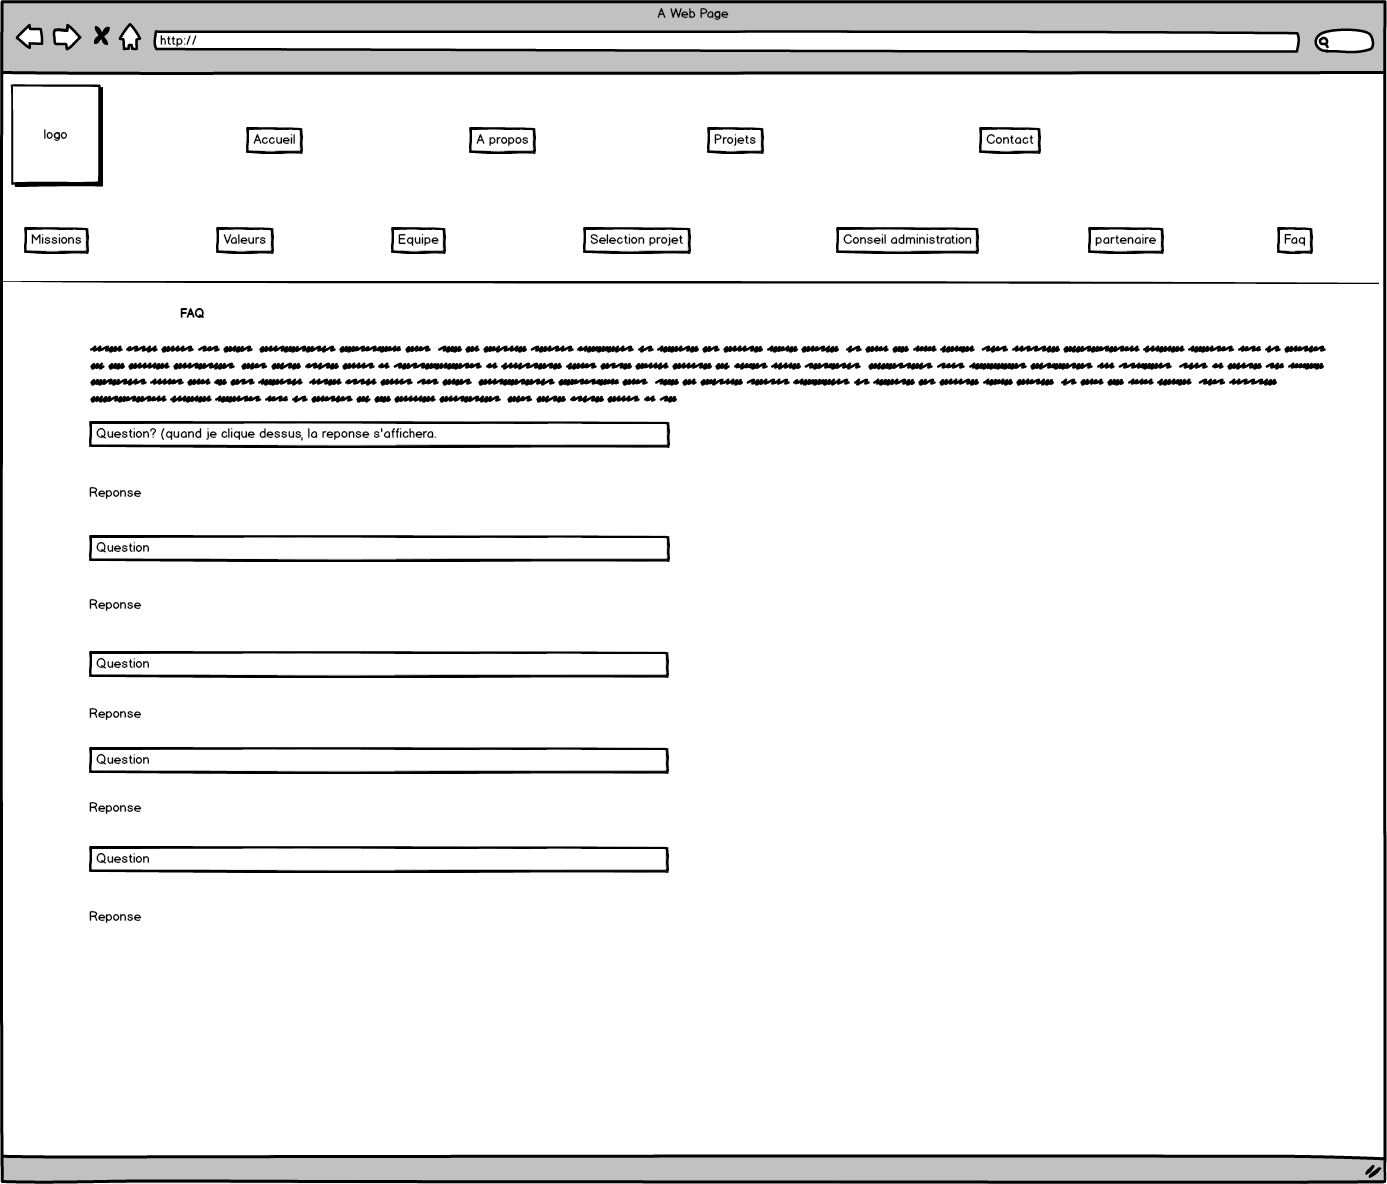 A Web Page
http://
logo
Accueil
A propos
Projets
Contact
Missions
Valeurs
Equipe
Selection projet
Conseil administration
partenaire
Faq
FAQ
Question? (quand je clique dessus, la reponse s'affichera.
Reponse
Question
Reponse
Question
Reponse
Question
Reponse
Question
Reponse